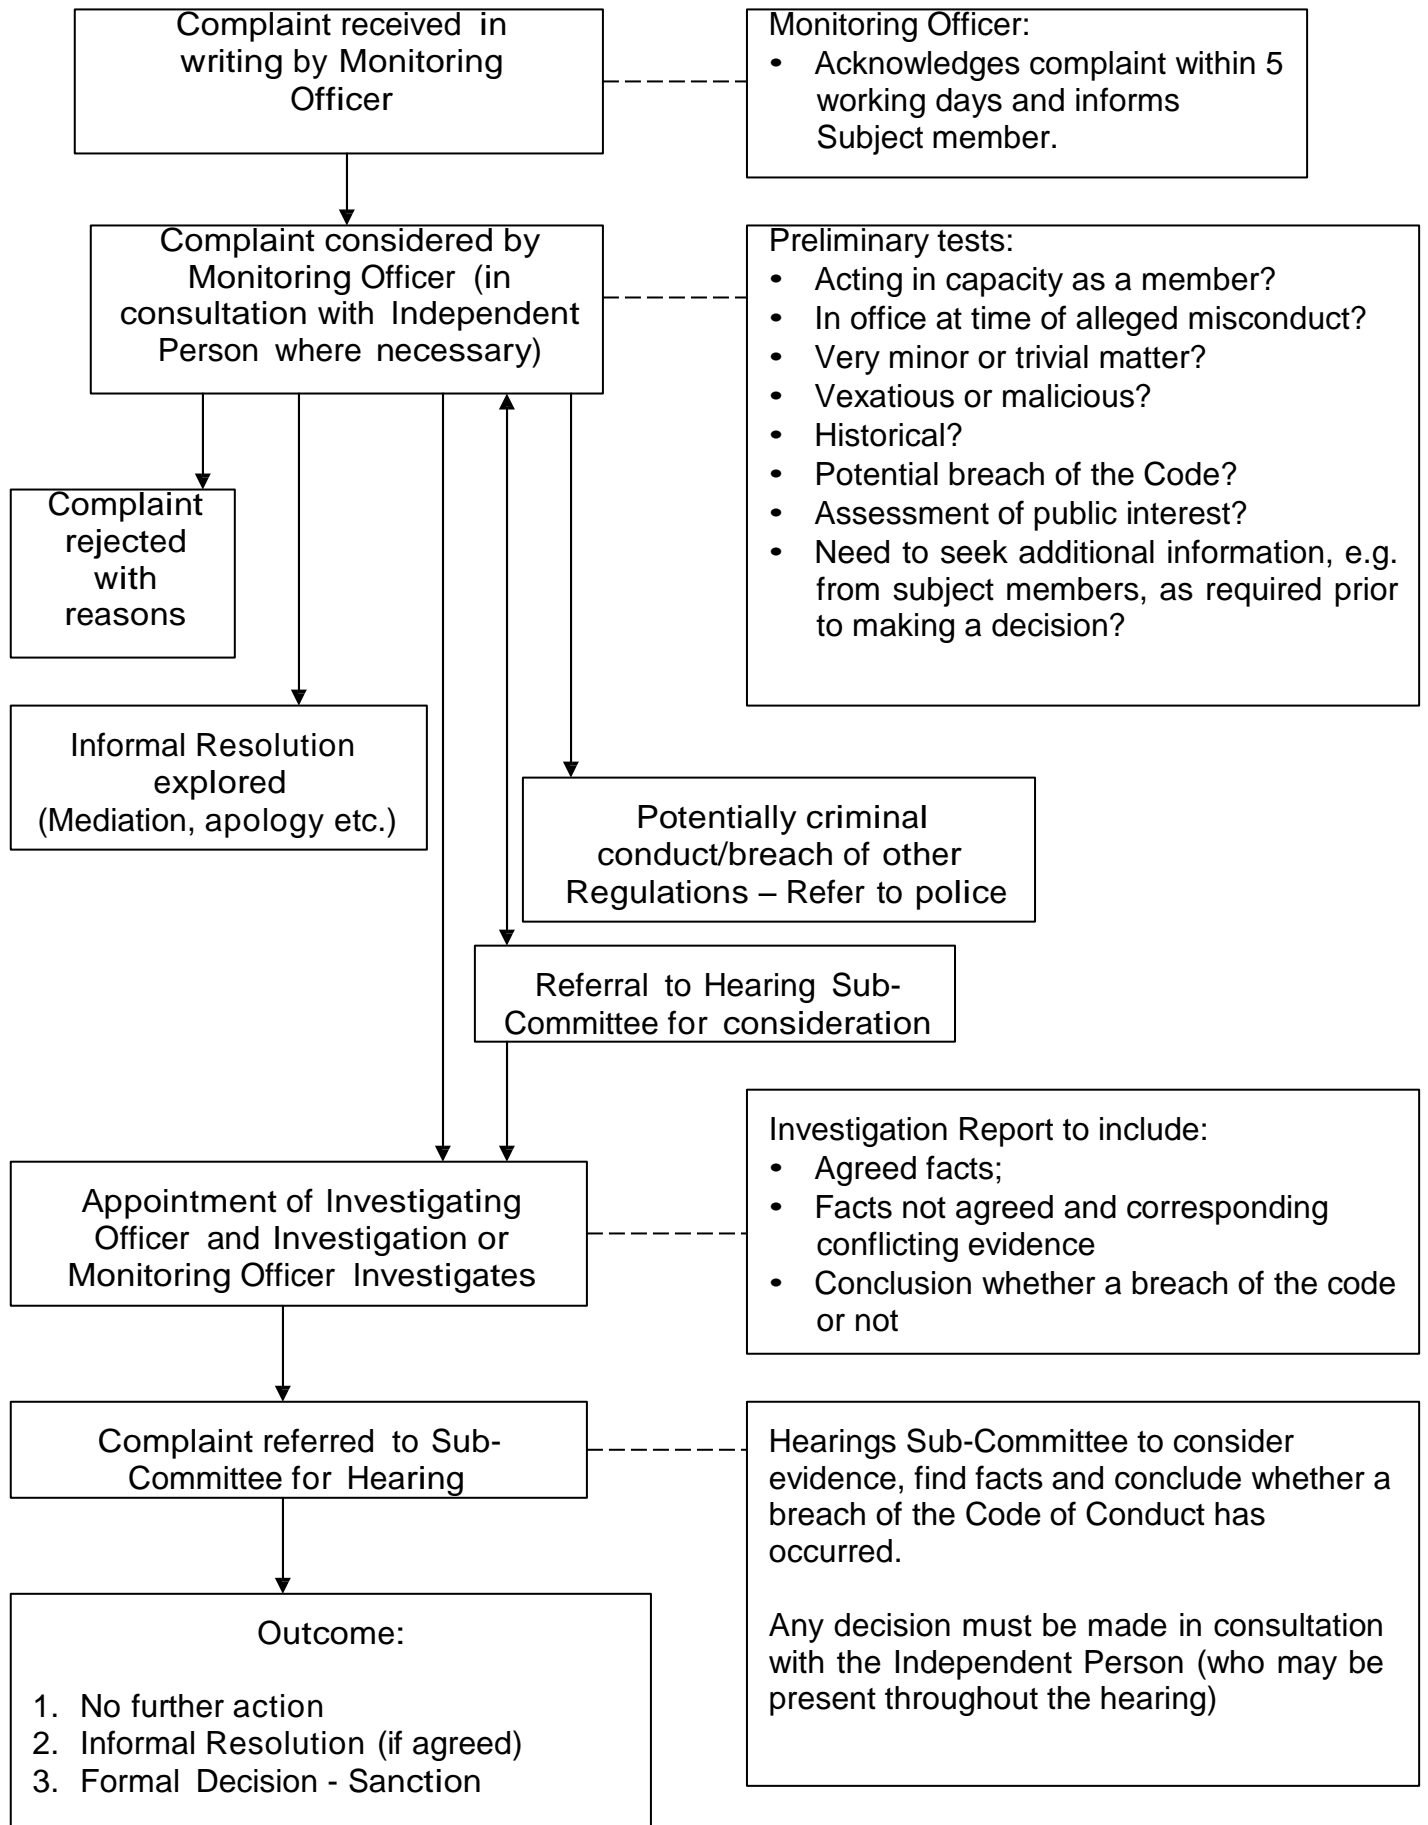 Complaint received in
writing by Monitoring
Officer
Monitoring Officer:
• Acknowledges complaint within 5
working days and informs
Subject member.
Complaint considered by
Monitoring Officer (in
consultation with Independent
Person where necessary)
Preliminary tests:
• Acting in capacity as a member?
• In office at time of alleged misconduct?
• Very minor or trivial matter?
• Vexatious or malicious?
• Historical?
• Potential breach of the Code?
• Assessment of public interest?
• Need to seek additional information, e.g.
from subject members, as required prior
to making a decision?
Complaint
rejected
with
reasons
Informal Resolution
explored
(Mediation, apology etc.)
Potentially criminal
conduct/breach of other
Regulations – Refer to police
Referral to Hearing Sub-
Committee for consideration
Appointment of Investigating
Officer and Investigation or
Monitoring Officer Investigates
Investigation Report to include:
• Agreed facts;
• Facts not agreed and corresponding
conflicting evidence
• Conclusion whether a breach of the code
or not
Complaint referred to Sub-
Committee for Hearing
Hearings Sub-Committee to consider
evidence, find facts and conclude whether a
breach of the Code of Conduct has
occurred.
Any decision must be made in consultation
with the Independent Person (who may be
present throughout the hearing)
Outcome:
1. No further action
2. Informal Resolution (if agreed)
3. Formal Decision - Sanction